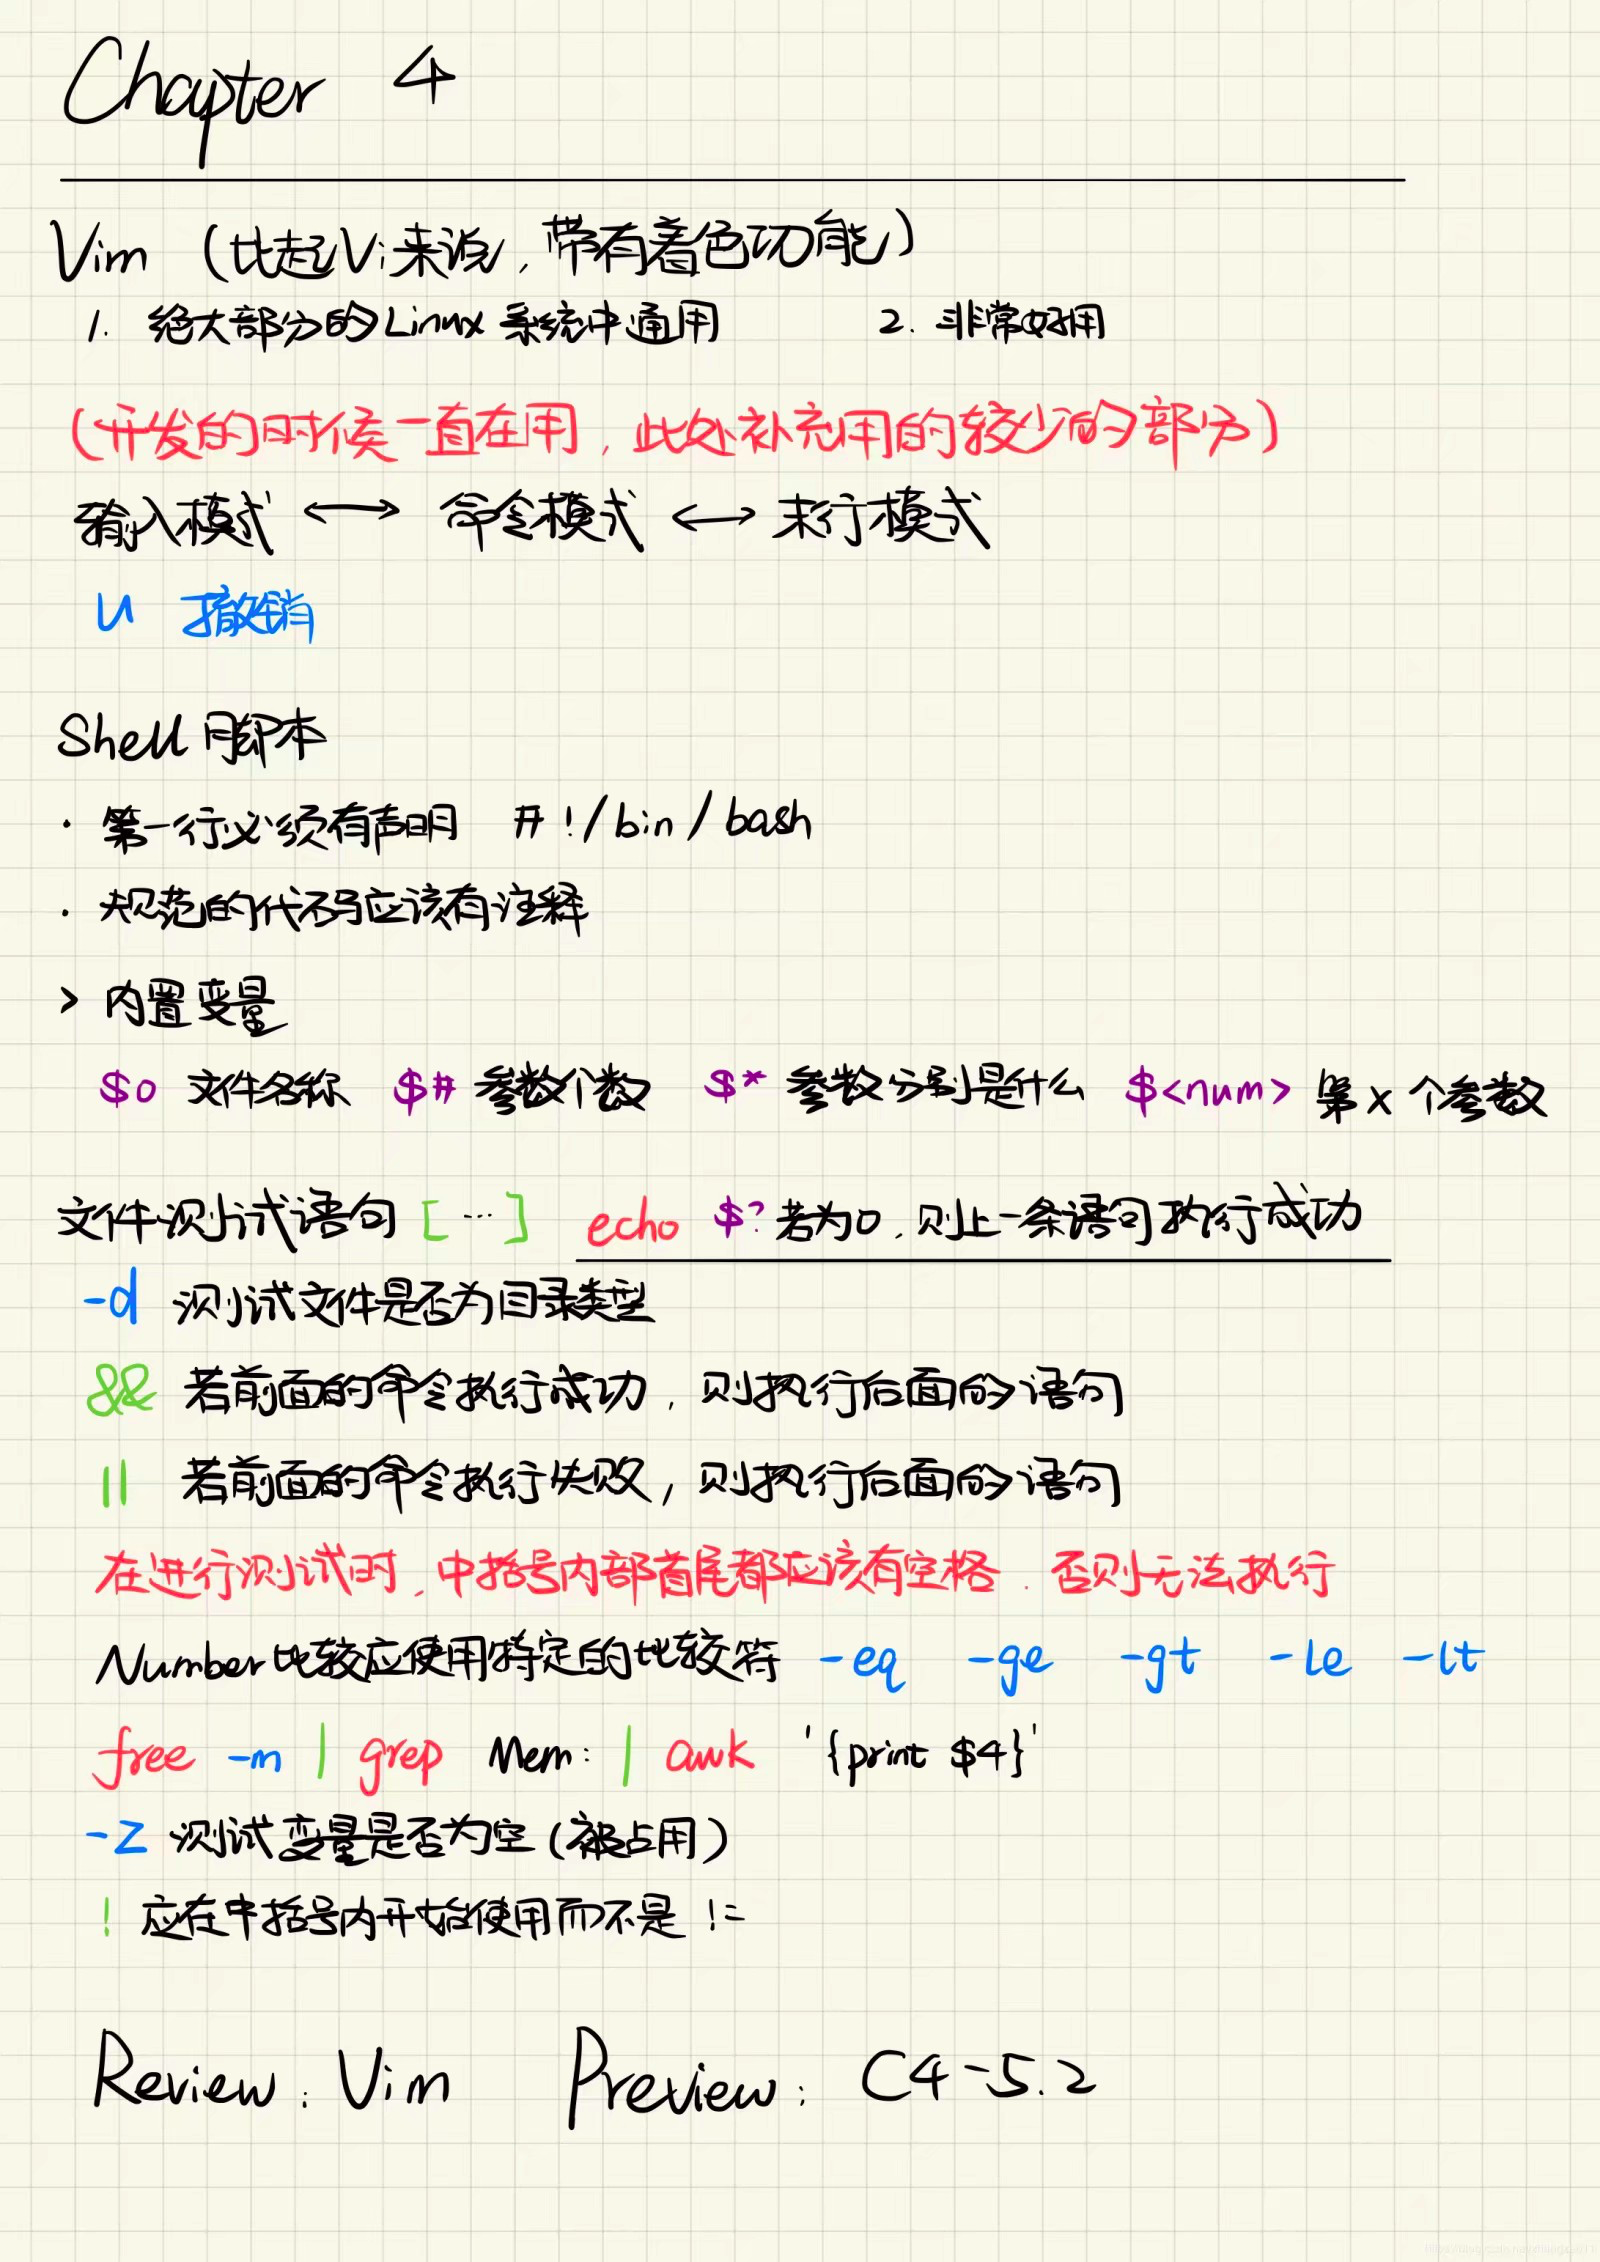 Chapter 4
Vim (比起Vi来说,带有着色功能)
1. 绝大部分的Linux系统中通用 2. 非常好用
(开发的时候一直在用,此处补充用的较少的部分)
输入模式 ↔ 命令模式 ↔ 末行模式
u 撤销
Shell脚本
· 第一行必须有声明 #!/bin/bash
· 规范的代码应该有注释
> 内置变量
$0 文件名称 $# 参数个数 $* 参数分别是什么 $<num> 第x个参数
文件测试语句 [ … ] echo $? 若为0,则上一条语句执行成功
-d 测试文件是否为目录类型
&& 若前面的命令执行成功,则执行后面的语句
|| 若前面的命令执行失败,则执行后面的语句
在进行测试时,中括号内部首尾都应该有空格.否则无法执行
Number比较应使用特定的比较符 -eq -ge -gt -le -lt
free -m | grep Mem: | awk '{print $4}'
-z 测试变量是否为空(被占用)
! 应在中括号内开始使用而不是 !=
Review: Vim Preview: C4-5.2